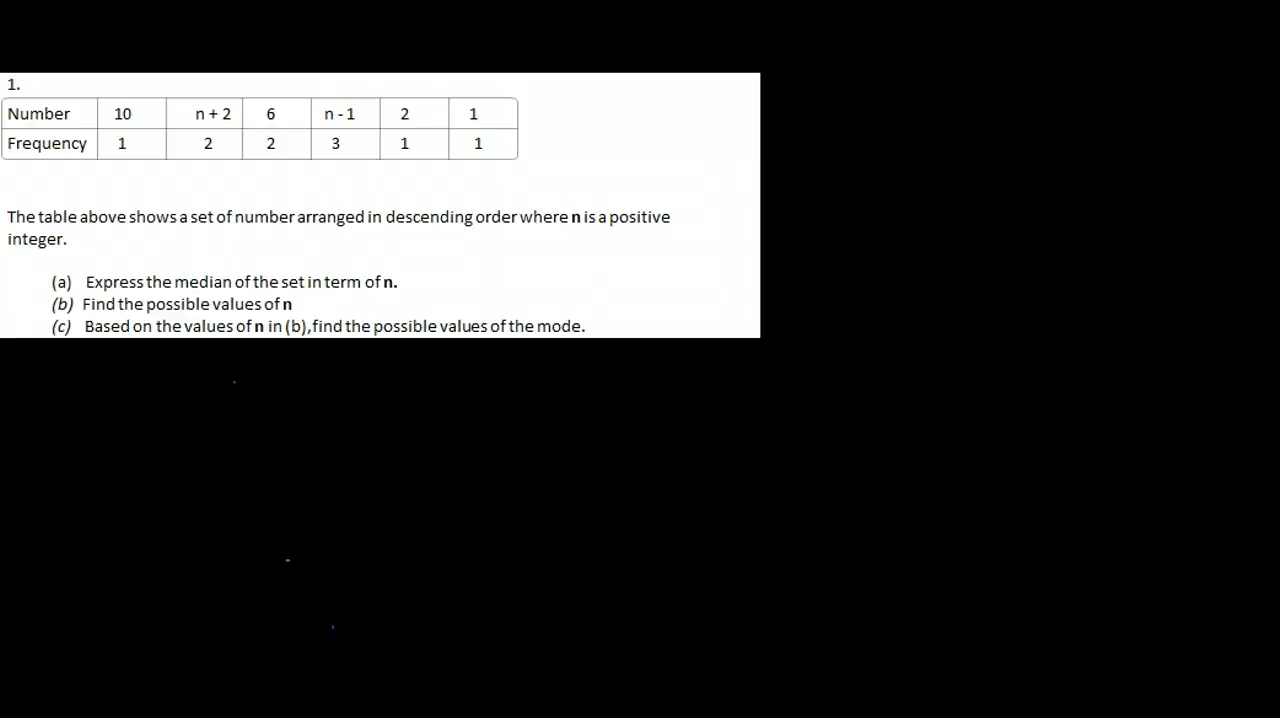 1.
Number 10 n + 2 6 n - 1 2 1
Frequency 1 2 2 3 1 1
The table above shows a set of number arranged in descending order where n is a positive
integer.
(a) Express the median of the set in term of n.
(b) Find the possible values of n
(c) Based on the values of n in (b),find the possible values of the mode.